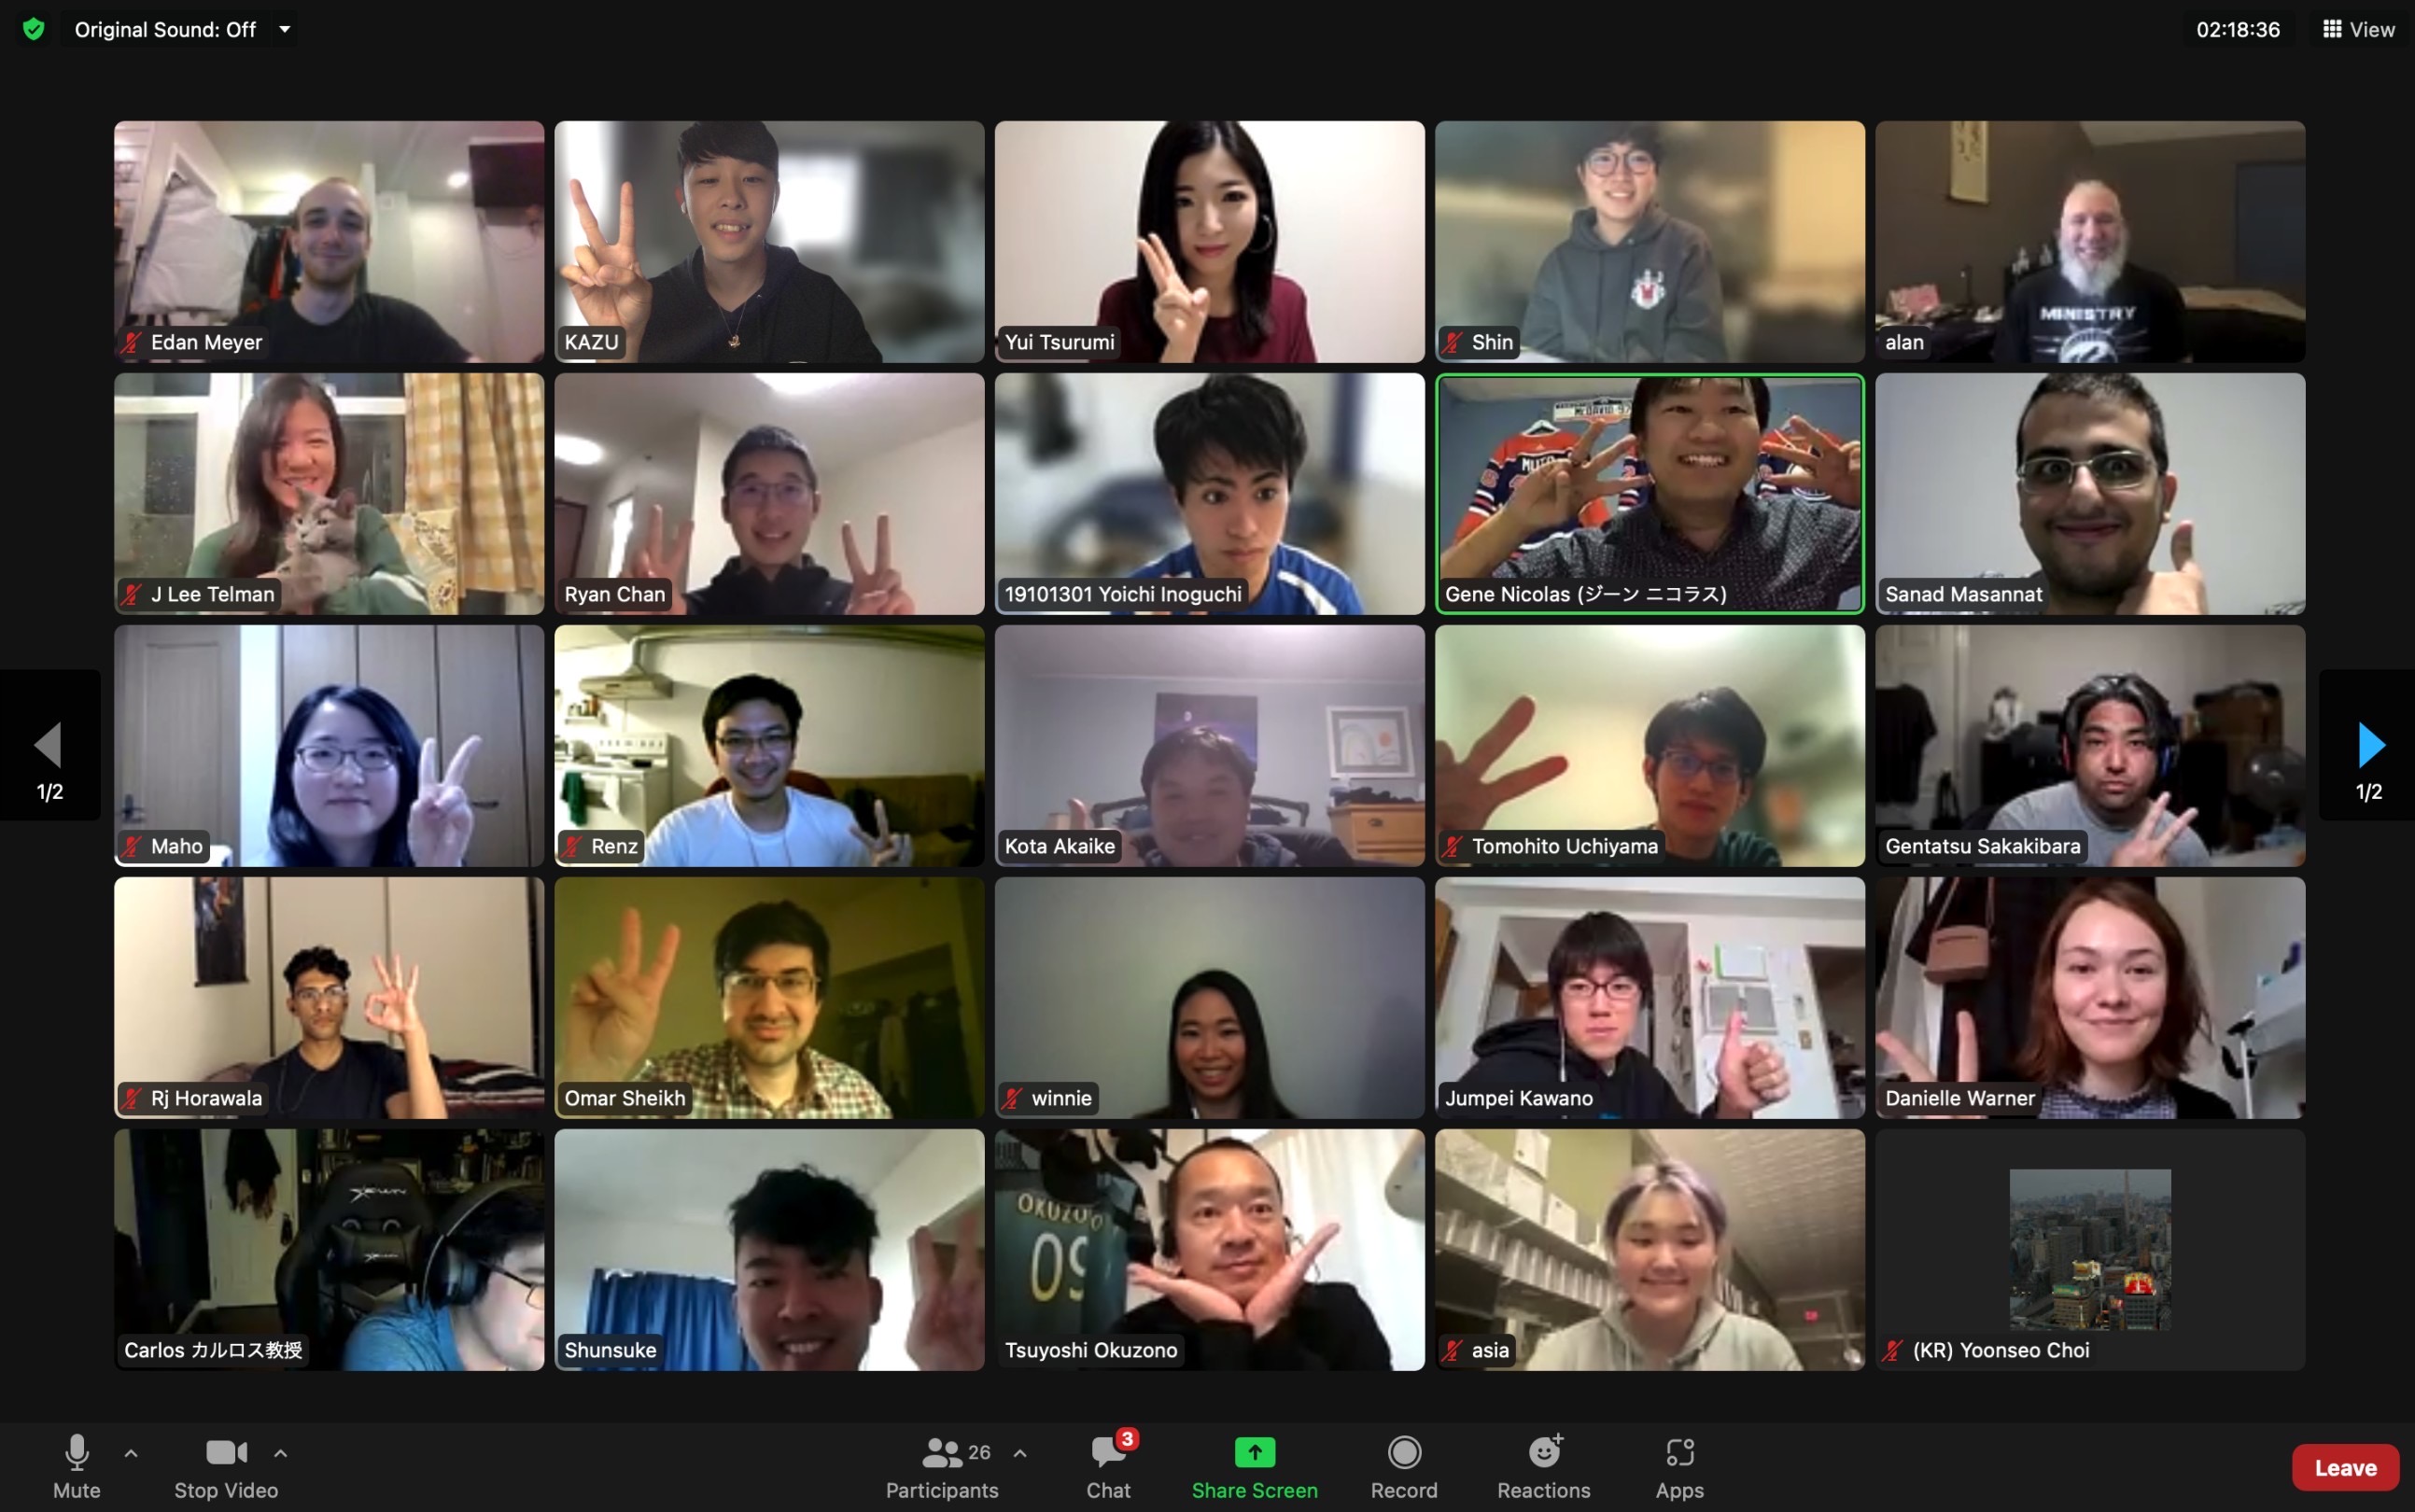 Original Sound: Off
02:18:36
View
Edan Meyer
KAZU
Yui Tsurumi
Shin
MINISTRY
alan
J Lee Telman
Ryan Chan
19101301 Yoichi Inoguchi
McDAVID 97
MUTO
Gene Nicolas (ジーン ニコラス)
Sanad Masannat
1/2
Maho
Renz
Kota Akaike
Tomohito Uchiyama
Gentatsu Sakakibara
1/2
Rj Horawala
Omar Sheikh
winnie
Jumpei Kawano
Danielle Warner
Carlos カルロス教授
Shunsuke
OKUZONO
09
Tsuyoshi Okuzono
asia
(KR) Yoonseo Choi
Mute
Stop Video
26
Participants
3
Chat
Share Screen
Record
Reactions
Apps
Leave